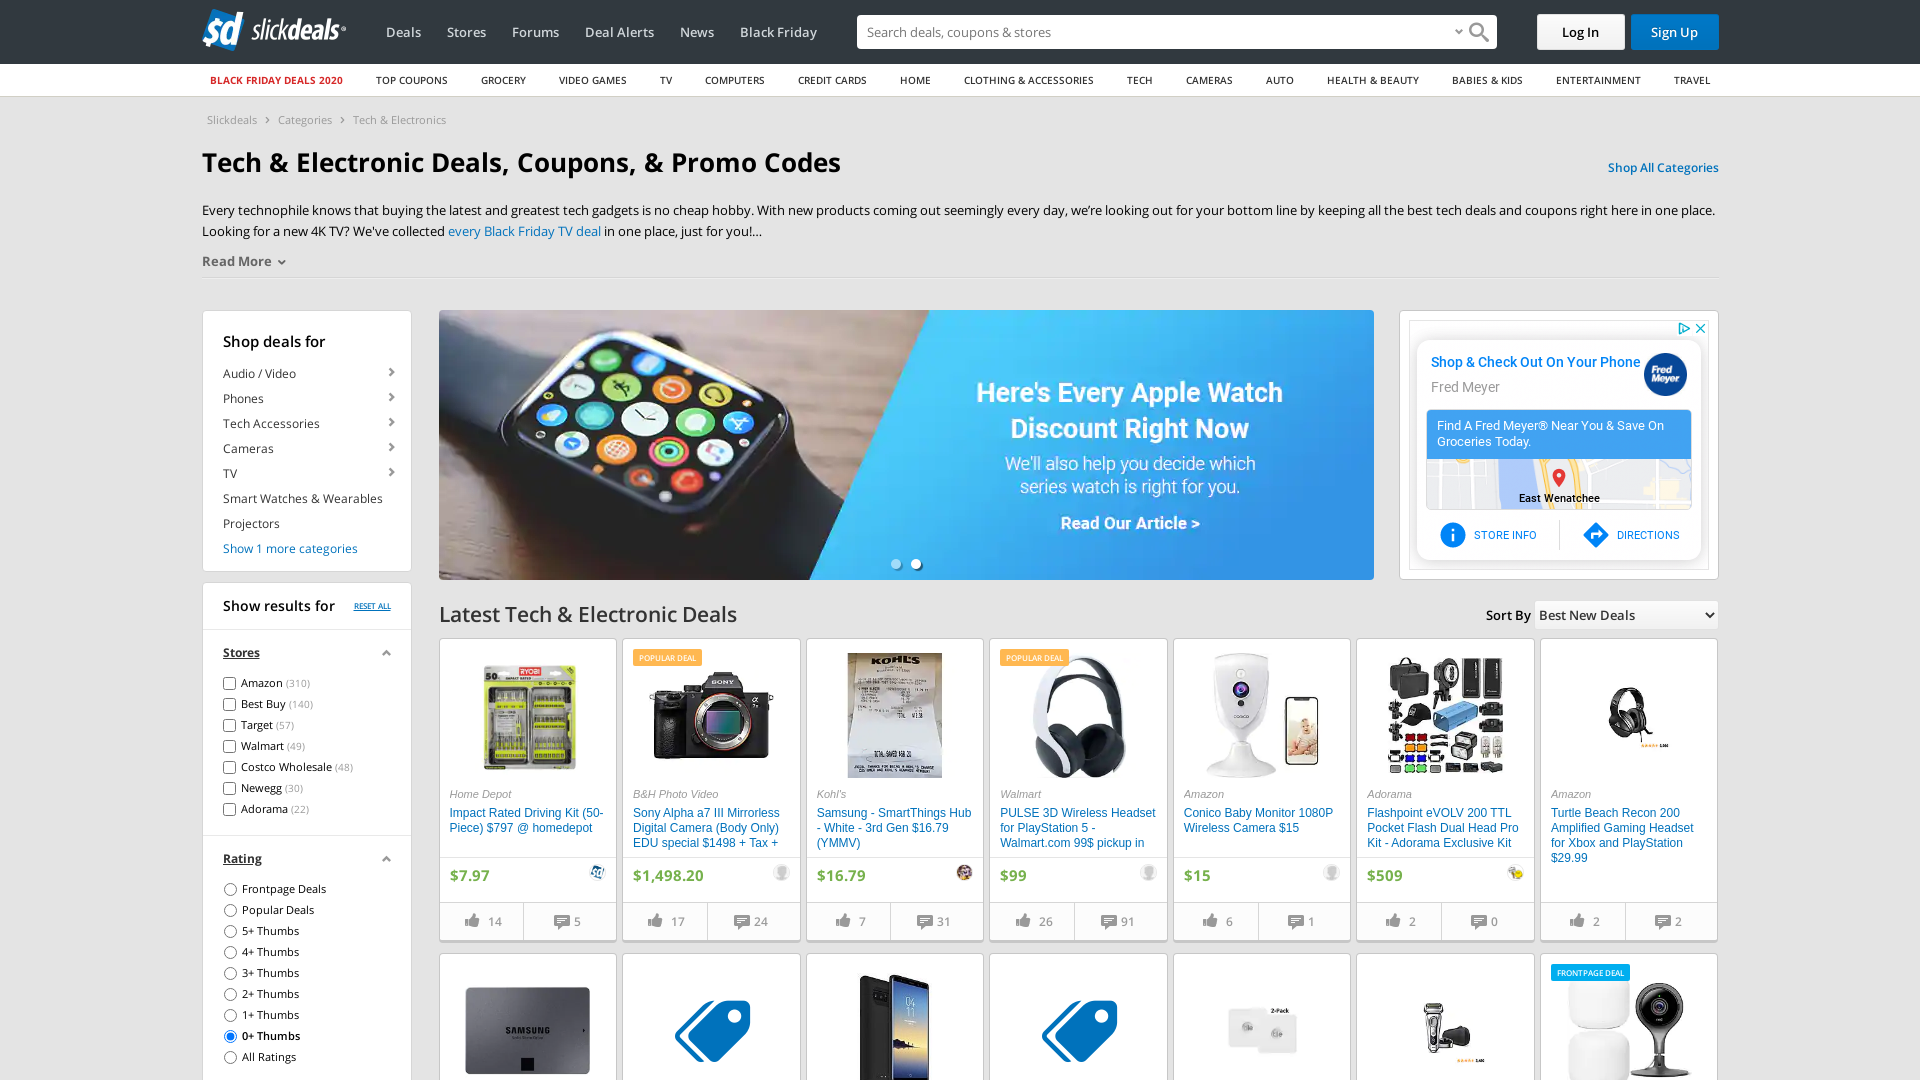 sd slickdeals
Deals
Stores
Forums
Deal Alerts
News
Black Friday
Search deals, coupons & stores
Log In
Sign Up
BLACK FRIDAY DEALS 2020
TOP COUPONS
GROCERY
VIDEO GAMES
TV
COMPUTERS
CREDIT CARDS
HOME
CLOTHING & ACCESSORIES
TECH
CAMERAS
AUTO
HEALTH & BEAUTY
BABIES & KIDS
ENTERTAINMENT
TRAVEL
Slickdeals > Categories > Tech & Electronics
Tech & Electronic Deals, Coupons, & Promo Codes
Shop All Categories
Every technophile knows that buying the latest and greatest tech gadgets is no cheap hobby. With new products coming out seemingly every day, we’re looking out for your bottom line by keeping all the best tech deals and coupons right here in one place.
Looking for a new 4K TV? We've collected every Black Friday TV deal in one place, just for you!...
Read More
Shop deals for
Audio / Video
Phones
Tech Accessories
Cameras
TV
Smart Watches & Wearables
Projectors
Show 1 more categories
Show results for
RESET ALL
Stores
Amazon (310)
Best Buy (140)
Target (57)
Walmart (49)
Costco Wholesale (48)
Newegg (30)
Adorama (22)
Rating
Frontpage Deals
Popular Deals
5+ Thumbs
4+ Thumbs
3+ Thumbs
2+ Thumbs
1+ Thumbs
0+ Thumbs
All Ratings
Here's Every Apple Watch
Discount Right Now
We'll also help you decide which
series watch is right for you.
Read Our Article >
Shop & Check Out On Your Phone
Fred Meyer
Fred
Meyer
Find A Fred Meyer® Near You & Save On
Groceries Today.
East Wenatchee
STORE INFO
DIRECTIONS
Latest Tech & Electronic Deals
Sort By
Best New Deals
RYOBI
50
Home Depot
Impact Rated Driving Kit (50-
Piece) $797 @ homedepot
$7.97
14
5
POPULAR DEAL
SONY
B&H Photo Video
Sony Alpha a7 III Mirrorless
Digital Camera (Body Only)
EDU special $1498 + Tax +
$1,498.20
17
24
KOHL'S
Kohl's
Samsung - SmartThings Hub
- White - 3rd Gen $16.79
(YMMV)
$16.79
7
31
POPULAR DEAL
Walmart
PULSE 3D Wireless Headset
for PlayStation 5 -
Walmart.com 99$ pickup in
$99
26
91
conico
Amazon
Conico Baby Monitor 1080P
Wireless Camera $15
$15
6
1
Adorama
Flashpoint eVOLV 200 TTL
Pocket Flash Dual Head Pro
Kit - Adorama Exclusive Kit
$509
2
0
Amazon
Turtle Beach Recon 200
Amplified Gaming Headset
for Xbox and PlayStation
$29.99
2
2
SAMSUNG
2-Pack
FRONTPAGE DEAL